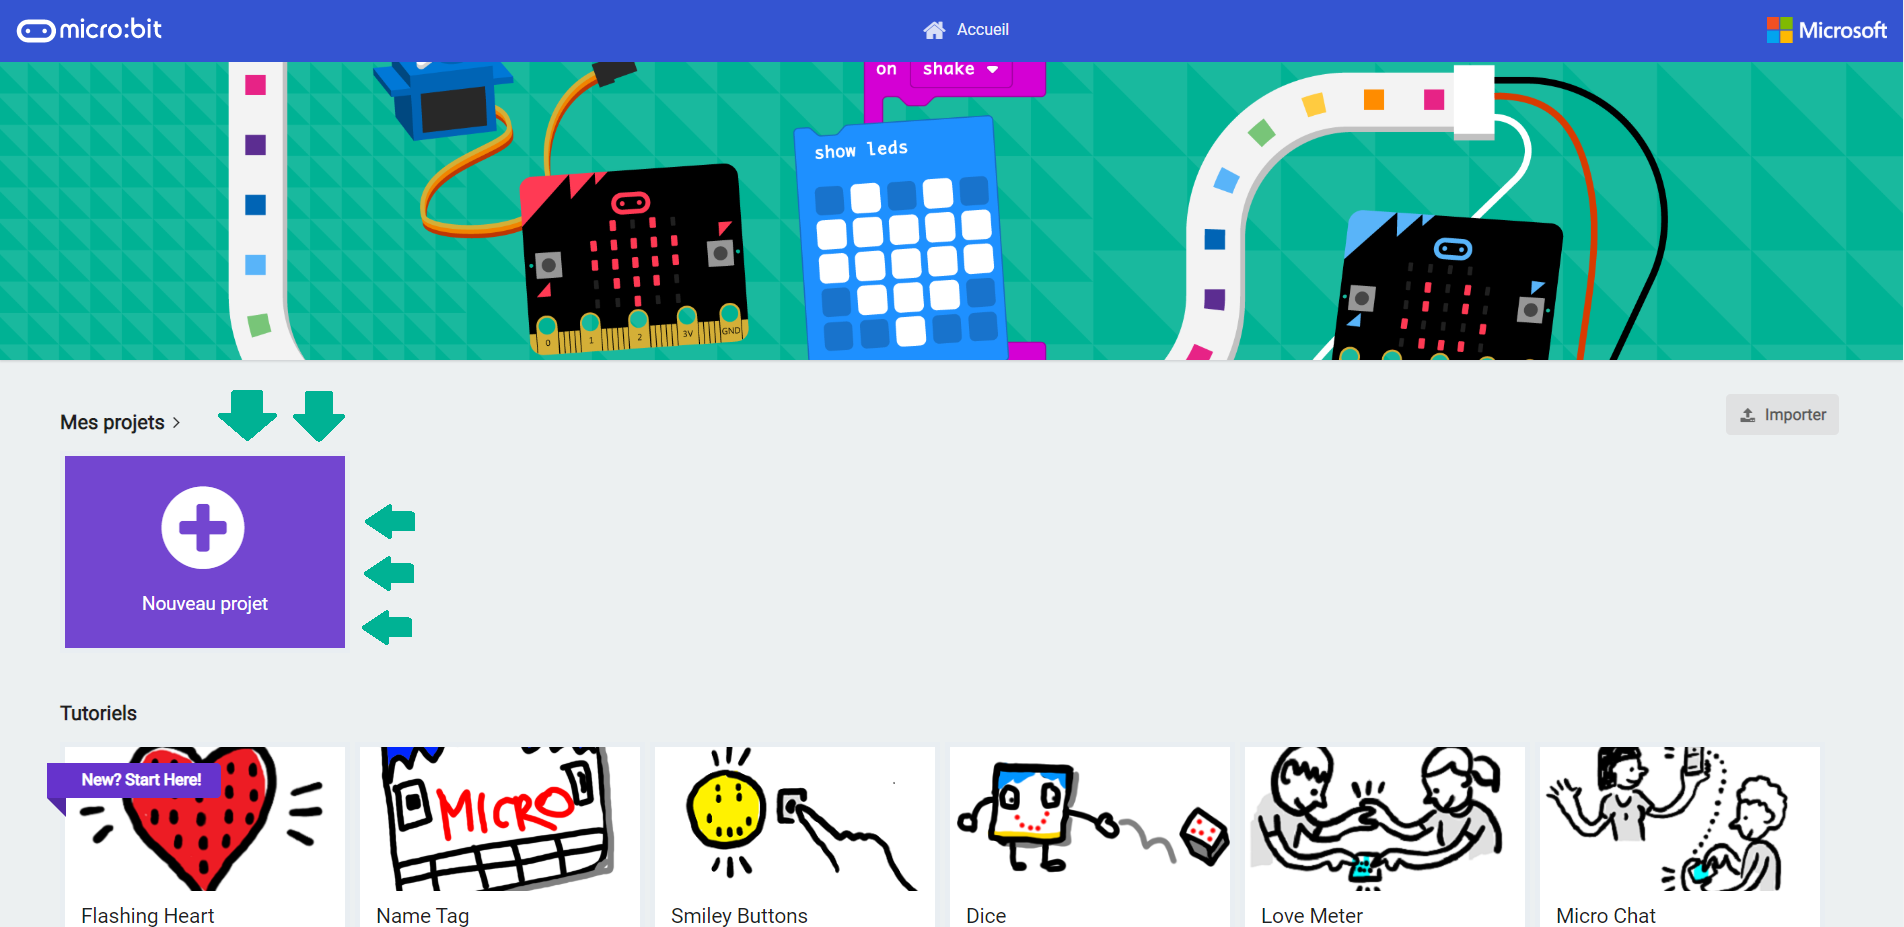 micro:bit
Accueil
Microsoft
on shake
show leds
0 1 2 3V GND
Mes projets
Importer
Nouveau projet
Tutoriels
New? Start Here!
MICRO
Flashing Heart
Name Tag
Smiley Buttons
Dice
Love Meter
Micro Chat